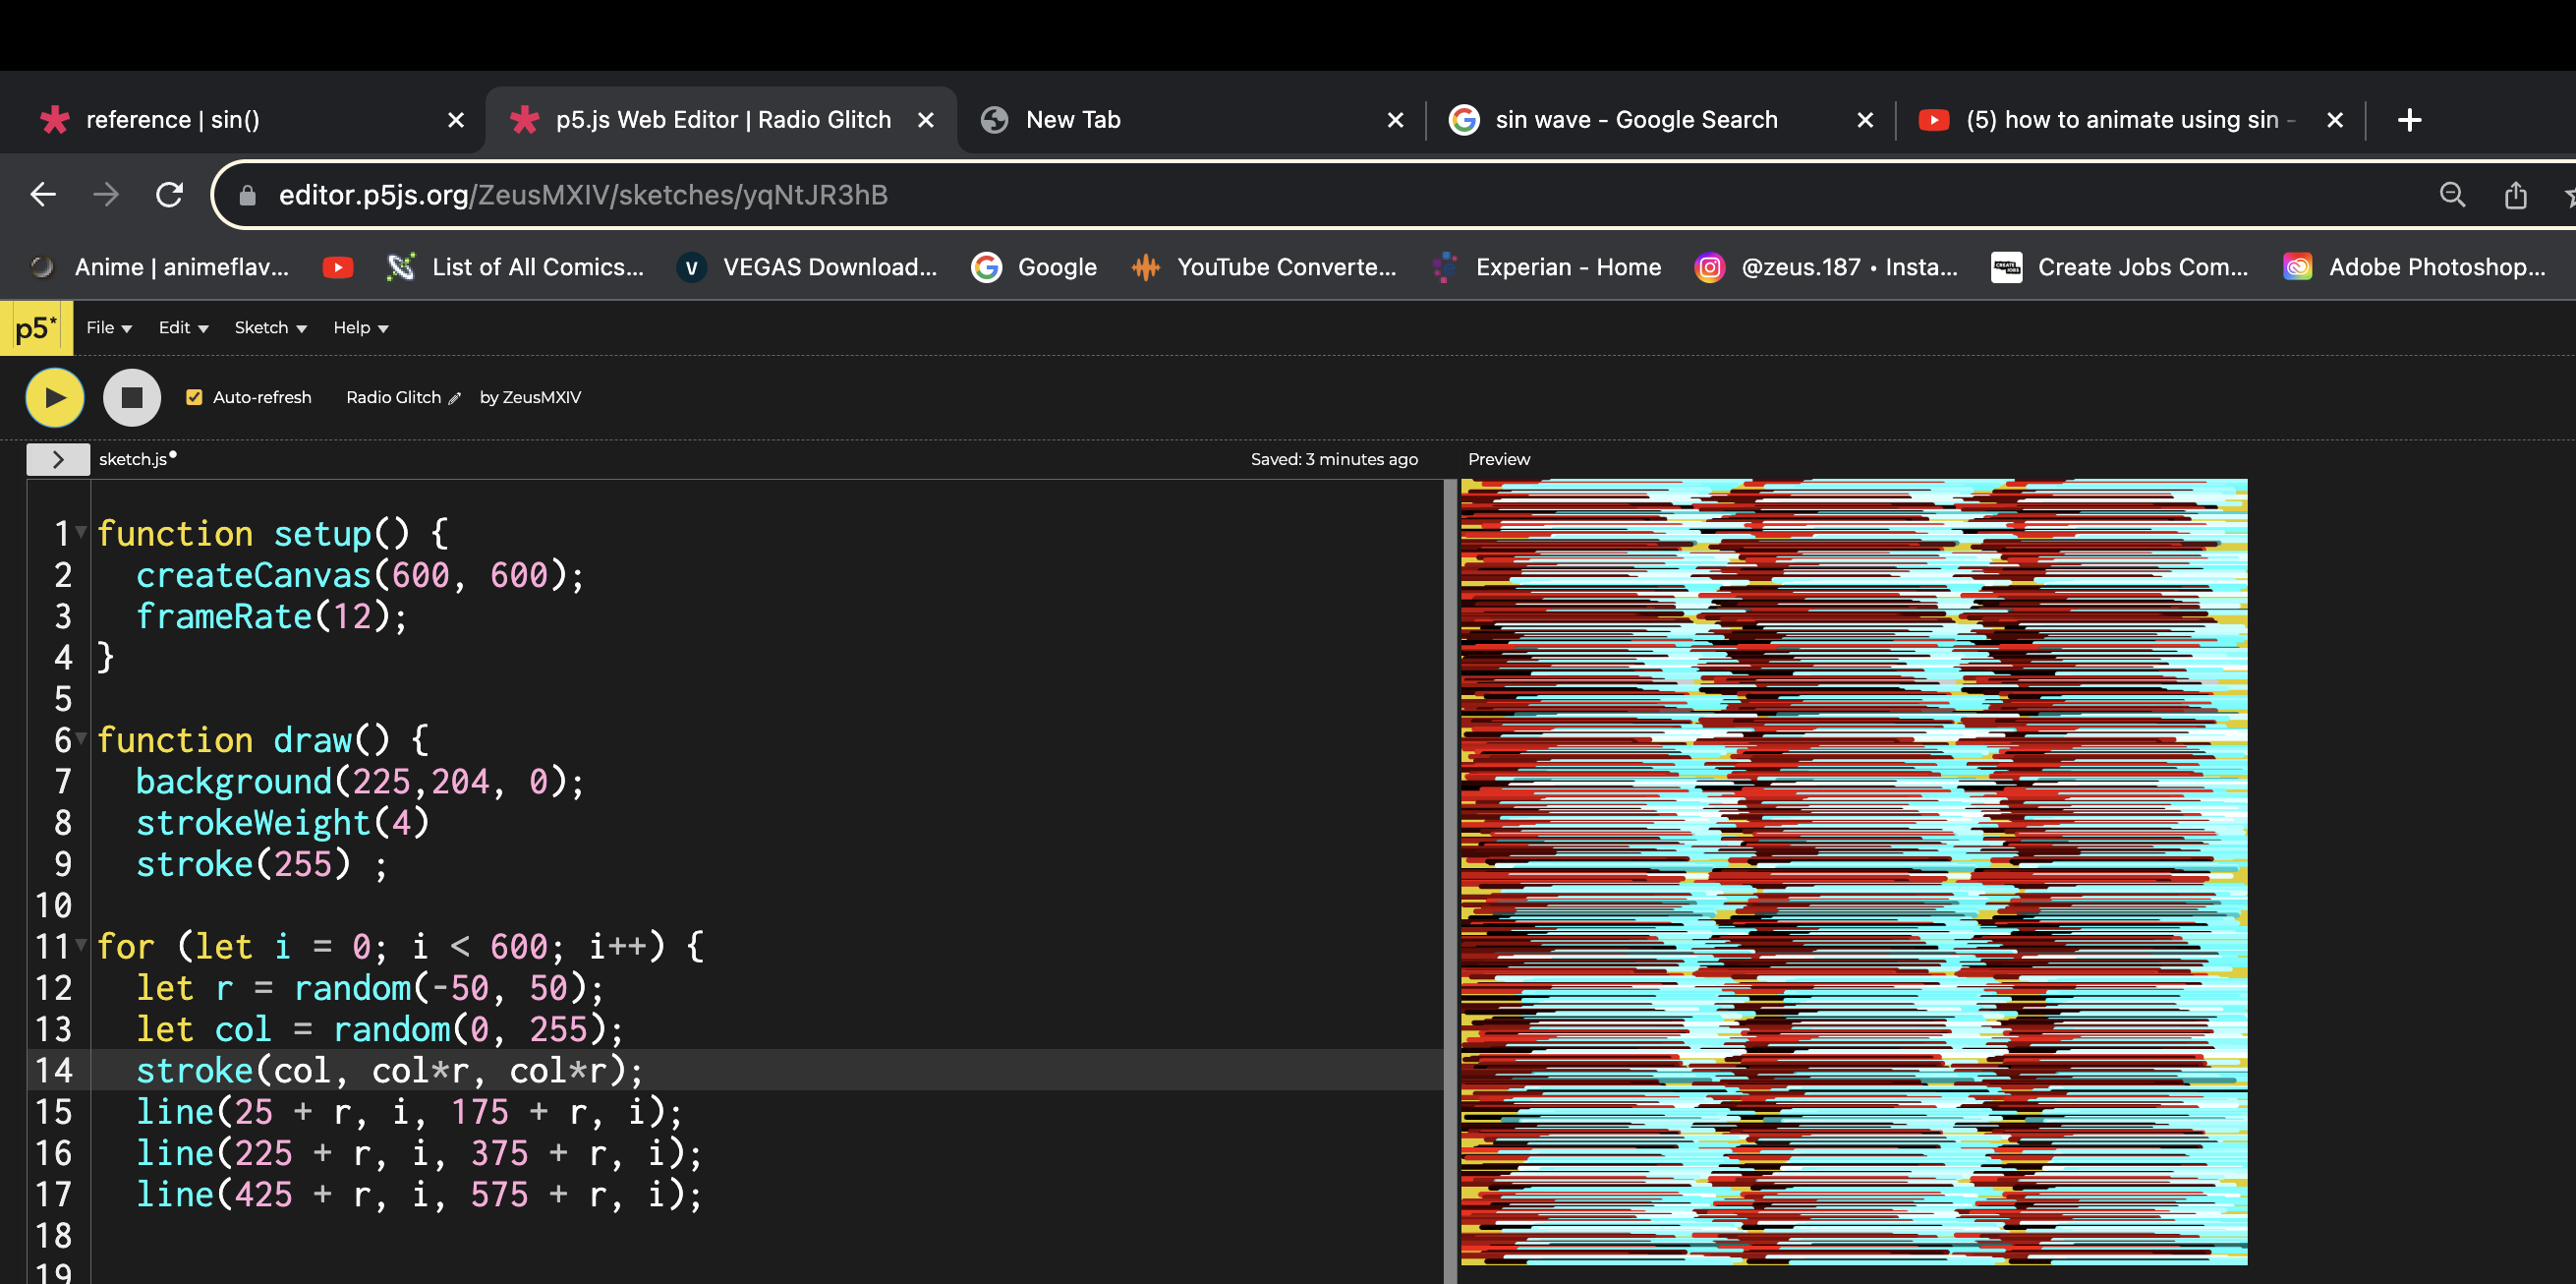 reference | sin()
p5.js Web Editor | Radio Glitch
New Tab
sin wave - Google Search
(5) how to animate using sin -
editor.p5js.org/ZeusMXIV/sketches/yqNtJR3hB
Anime | animeflav...
List of All Comics...
V VEGAS Download...
Google
YouTube Converte...
Experian - Home
@zeus.187 • Insta...
CREATE JOBS Create Jobs Com...
Adobe Photoshop...
p5* File Edit Sketch Help
Auto-refresh Radio Glitch by ZeusMXIV
> sketch.js Saved: 3 minutes ago Preview
1 function setup() {
2 createCanvas(600, 600);
3 frameRate(12);
4 }
5
6 function draw() {
7 background(225,204, 0);
8 strokeWeight(4)
9 stroke(255) ;
10
11 for (let i = 0; i < 600; i++) {
12 let r = random(-50, 50);
13 let col = random(0, 255);
14 stroke(col, col*r, col*r);
15 line(25 + r, i, 175 + r, i);
16 line(225 + r, i, 375 + r, i);
17 line(425 + r, i, 575 + r, i);
18
19